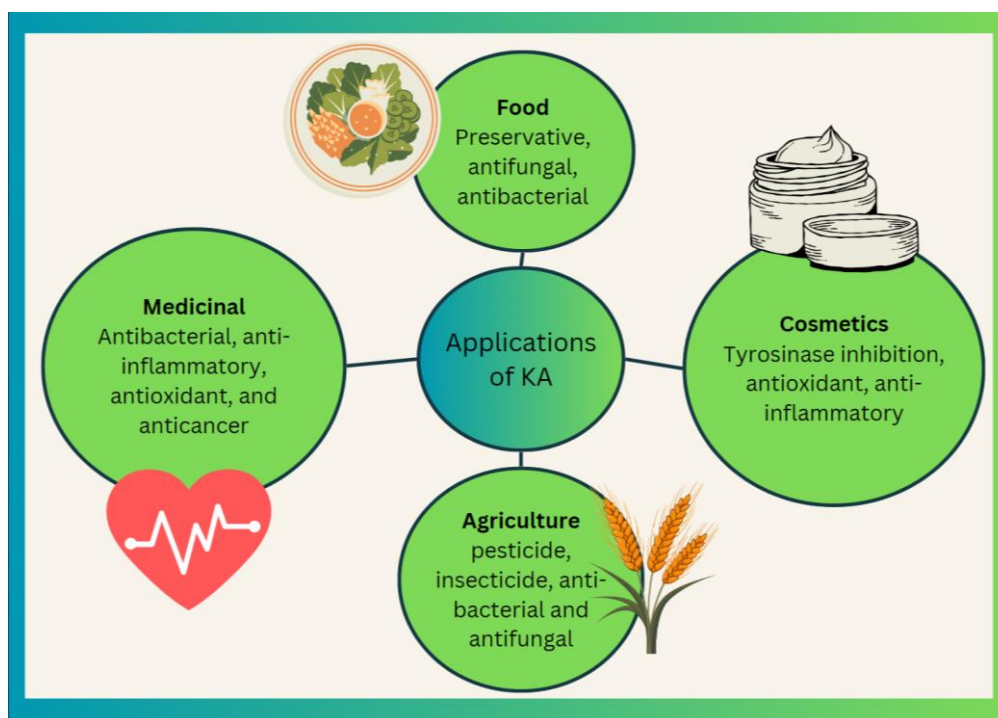 Food
Preservative,
antifungal,
antibacterial
Medicinal
Antibacterial, anti-
inflammatory,
antioxidant, and
anticancer
Applications
of KA
Cosmetics
Tyrosinase inhibition,
antioxidant, anti-
inflammatory
Agriculture
pesticide,
insecticide, anti-
bacterial and
antifungal